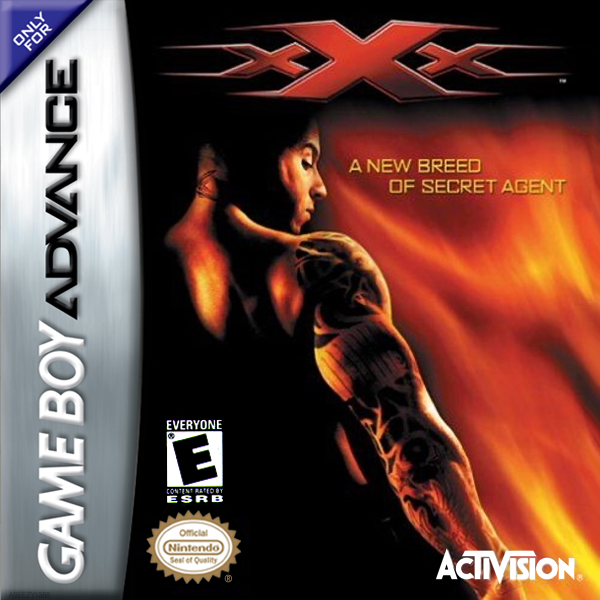 ONLY
FOR
GAME BOY ADVANCE
xXx
™
A NEW BREED
OF SECRET AGENT
EVERYONE
E
®
CONTENT RATED BY
ESRB
Official
Nintendo
Seal of Quality
®
ACTIVISION®